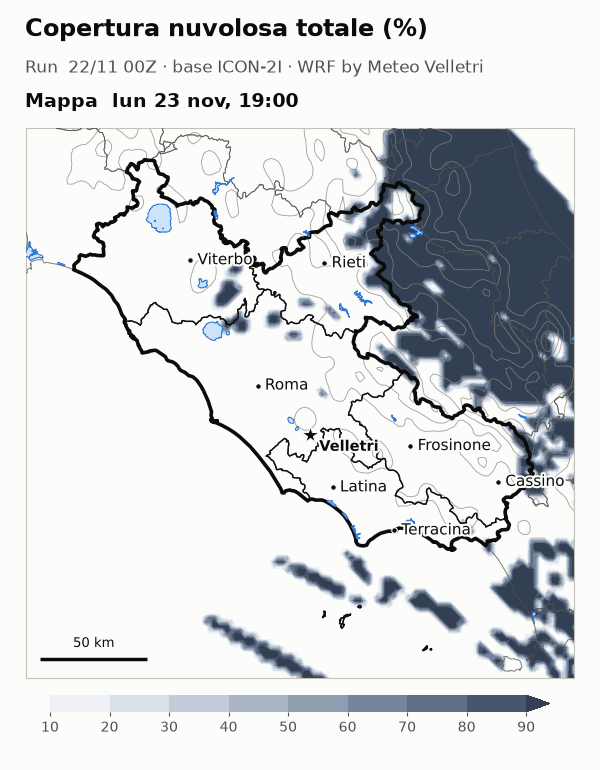 Copertura nuvolosa totale (%)
Run  22/11 00Z · base ICON-2I · WRF by Meteo Velletri
Mappa  lun 23 nov, 19:00
Viterbo
Rieti
Roma
Velletri
Frosinone
Latina
Cassino
Terracina
50 km
10 20 30 40 50 60 70 80 90